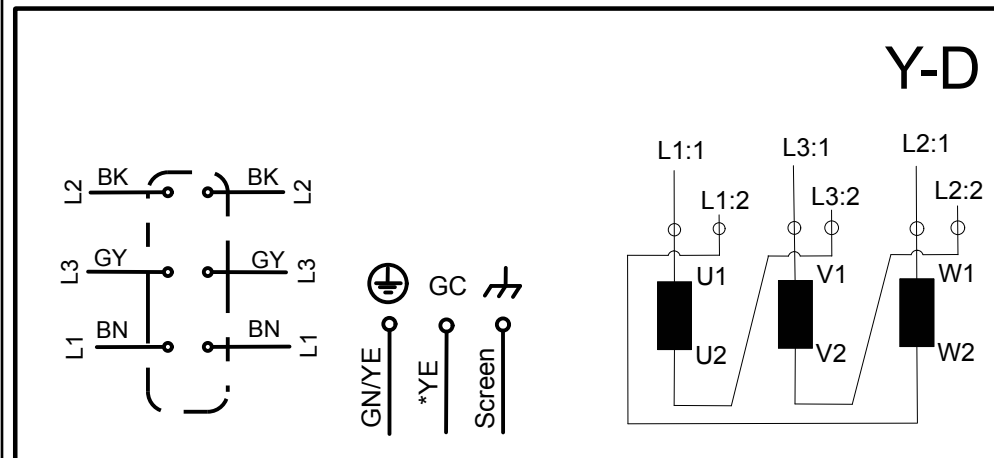 Y-D
L2 BK BK L2
L3 GY GY L3
L1 BN BN L1
GC
GN/YE
*YE
Screen
L1:1 L3:1 L2:1
L1:2 L3:2 L2:2
U1 V1 W1
U2 V2 W2